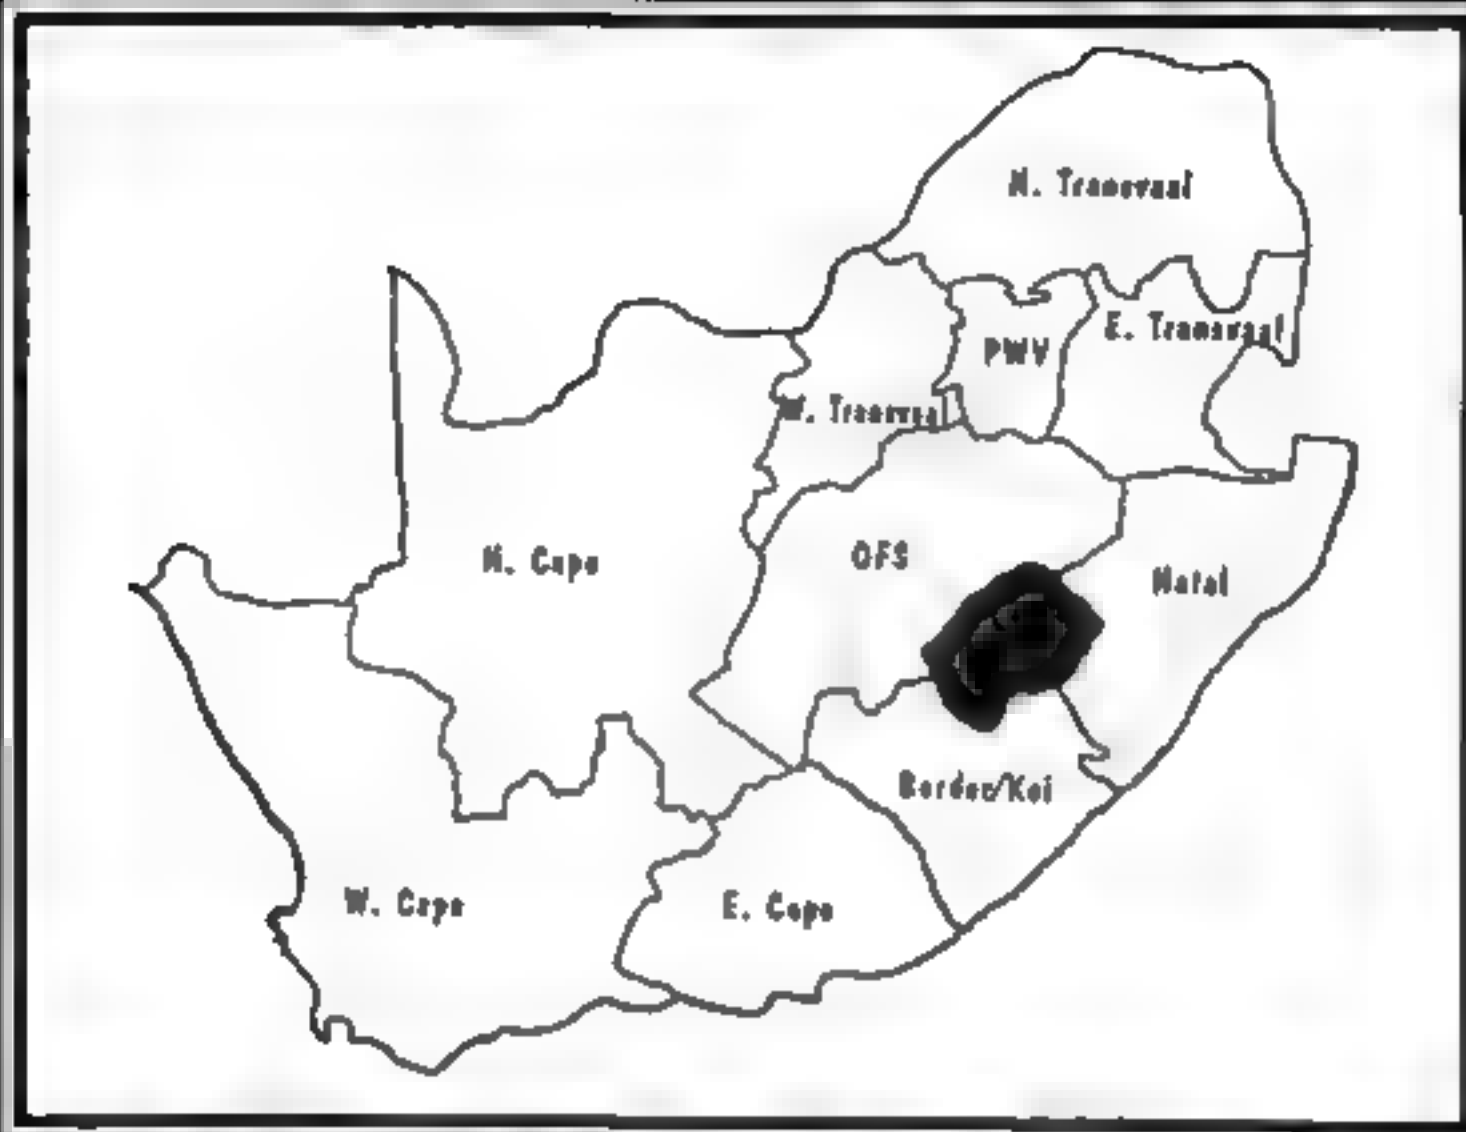 N. Transvaal
E. Transvaal
PWV
W. Transvaal
N. Cape
OFS
Natal
Border/Kei
W. Cape
E. Cape